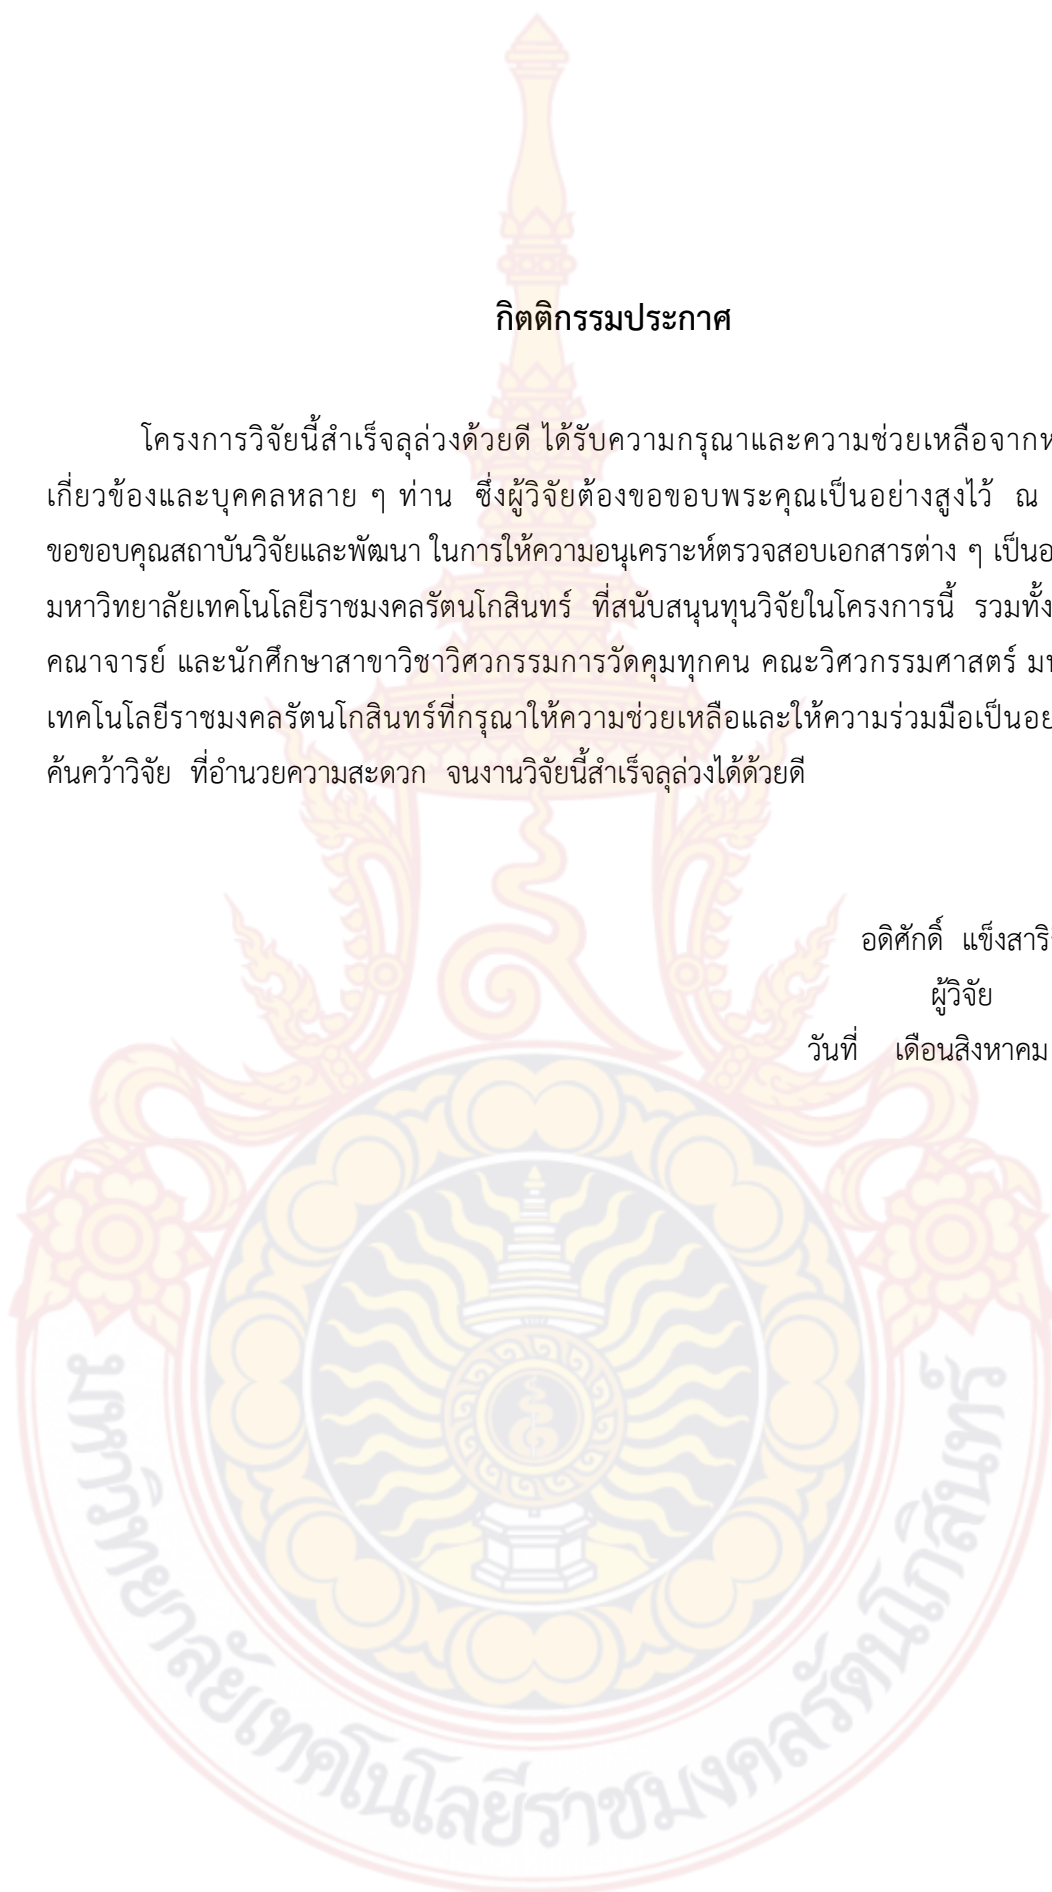 กิตติกรรมประกาศ
โครงการวิจัยนี้สำเร็จลุล่วงด้วยดี ได้รับความกรุณาและความช่วยเหลือจาก
เกี่ยวข้องและบุคคลหลาย ๆ ท่าน ซึ่งผู้วิจัยต้องขอขอบพระคุณเป็นอย่างสูงไว้ ณ
ขอขอบคุณสถาบันวิจัยและพัฒนา ในการให้ความอนุเคราะห์ตรวจสอบเอกสารต่าง ๆ เป็น
มหาวิทยาลัยเทคโนโลยีราชมงคลรัตนโกสินทร์ ที่สนับสนุนทุนวิจัยในโครงการนี้ รวมทั้ง
คณาจารย์ และนักศึกษาสาขาวิชาวิศวกรรมการวัดคุมทุกคน คณะวิศวกรรมศาสตร์
เทคโนโลยีราชมงคลรัตนโกสินทร์ที่กรุณาให้ความช่วยเหลือและให้ความร่วมมือเป็น
ค้นคว้าวิจัย ที่อำนวยความสะดวก จนงานวิจัยนี้สำเร็จลุล่วงได้ด้วยดี
อดิศักดิ์
ผู้วิจัย
วันที่ เดือนสิงหาคม
มหาวิทยาลัยเทคโนโลยีราชมงคลรัตนโกสินทร์